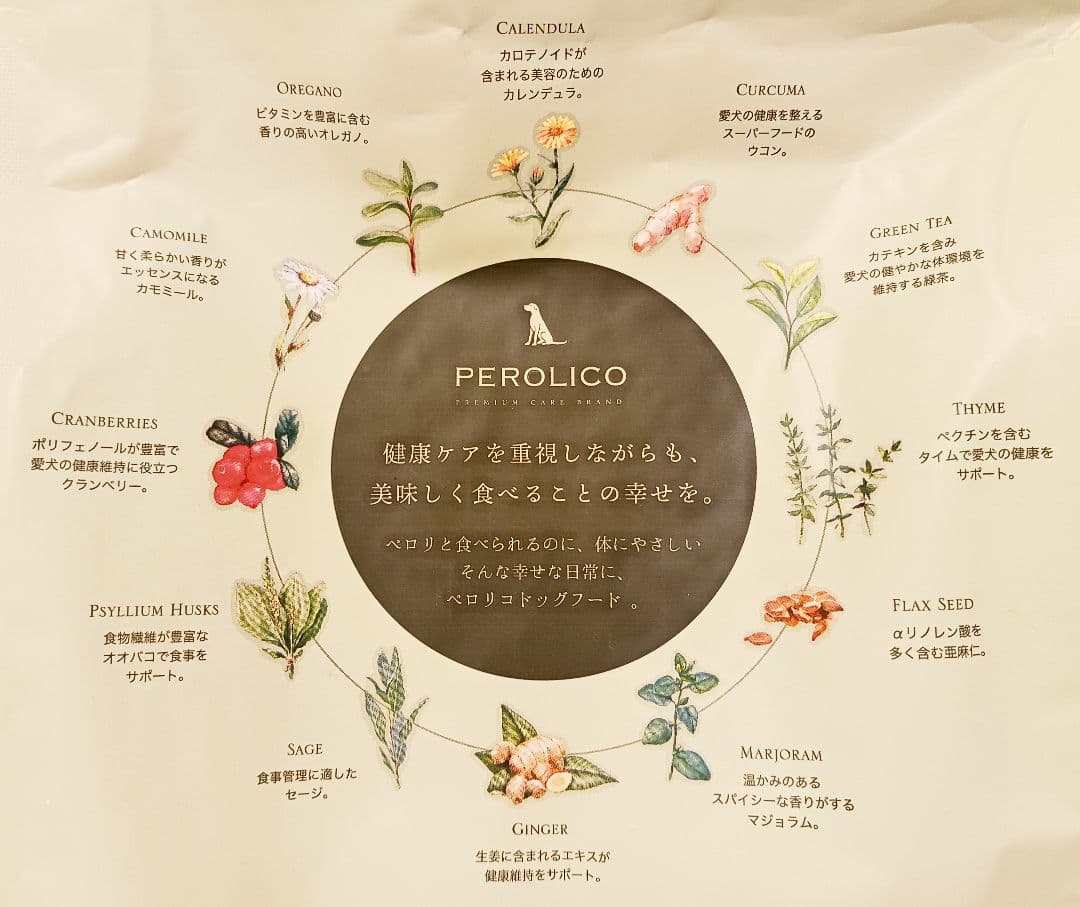 CALENDULA
カロテノイドが
含まれる美容のための
カレンデュラ。
OREGANO
ビタミンを豊富に含む
香りの高いオレガノ。
CURCUMA
愛犬の健康を整える
スーパーフードの
ウコン。
CAMOMILE
甘く柔らかい香りが
エッセンスになる
カモミール。
GREEN TEA
カテキンを含み
愛犬の健やかな体環境を
維持する緑茶。
PEROLICO
PREMIUM CARE BRAND
健康ケアを重視しながらも、
美味しく食べることの幸せを。
ペロリと食べられるのに、体にやさしい
そんな幸せな日常に、
ペロリコドッグフード。
CRANBERRIES
ポリフェノールが豊富で
愛犬の健康維持に役立つ
クランベリー。
THYME
ペクチンを含む
タイムで愛犬の健康を
サポート。
PSYLLIUM HUSKS
食物繊維が豊富な
オオバコで食事を
サポート。
FLAX SEED
αリノレン酸を
多く含む亜麻仁。
SAGE
食事管理に適した
セージ。
MARJORAM
温かみのある
スパイシーな香りがする
マジョラム。
GINGER
生姜に含まれるエキスが
健康維持をサポート。